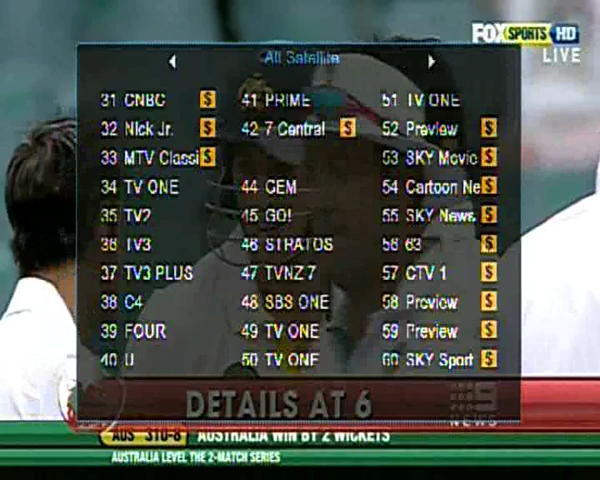 FOX SPORTS HD
LIVE
All Satellite
31 CNBC $
32 Nick Jr. $
33 MTV Classi $
34 TV ONE
35 TV2
36 TV3
37 TV3 PLUS
38 C4
39 FOUR
40 U
41 PRIME
42 7 Central $
44 GEM
45 GO!
46 STRATOS
47 TVNZ 7
48 SBS ONE
49 TV ONE
50 TV ONE
51 TV ONE
52 Preview $
53 SKY Movie $
54 Cartoon Ne $
55 SKY News $
56 63 $
57 CTV 1 $
58 Preview $
59 Preview $
60 SKY Sport $
DETAILS AT 6
9
NEWS
AUS 310-8 AUSTRALIA WIN BY 2 WICKETS
AUSTRALIA LEVEL THE 2-MATCH SERIES